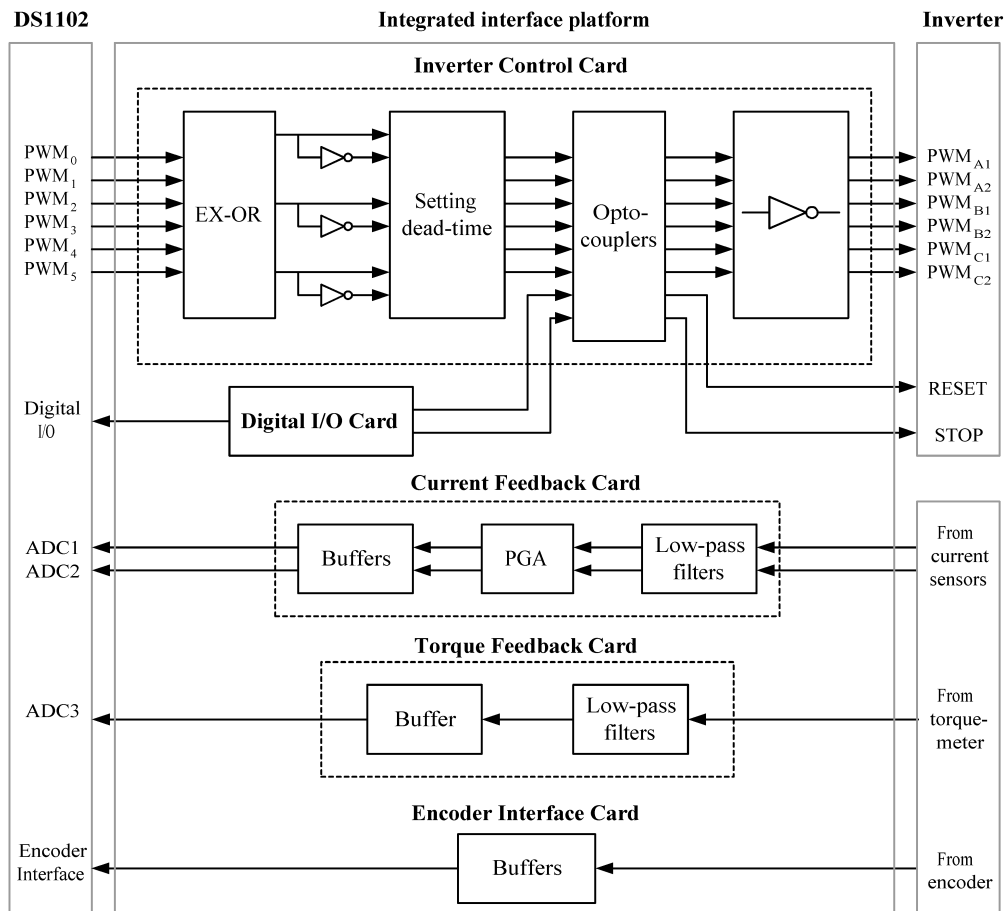 DS1102
Integrated interface platform
Inverter
Inverter Control Card
PWM0
PWM1
PWM2
PWM3
PWM4
PWM5
EX-OR
Setting
dead-time
Opto-
couplers
PWMA1
PWMA2
PWMB1
PWMB2
PWMC1
PWMC2
RESET
STOP
Digital
I/O
Digital I/O Card
Current Feedback Card
ADC1
ADC2
Buffers
PGA
Low-pass
filters
From
current
sensors
Torque Feedback Card
ADC3
Buffer
Low-pass
filters
From
torque-
meter
Encoder Interface Card
Encoder
Interface
Buffers
From
encoder